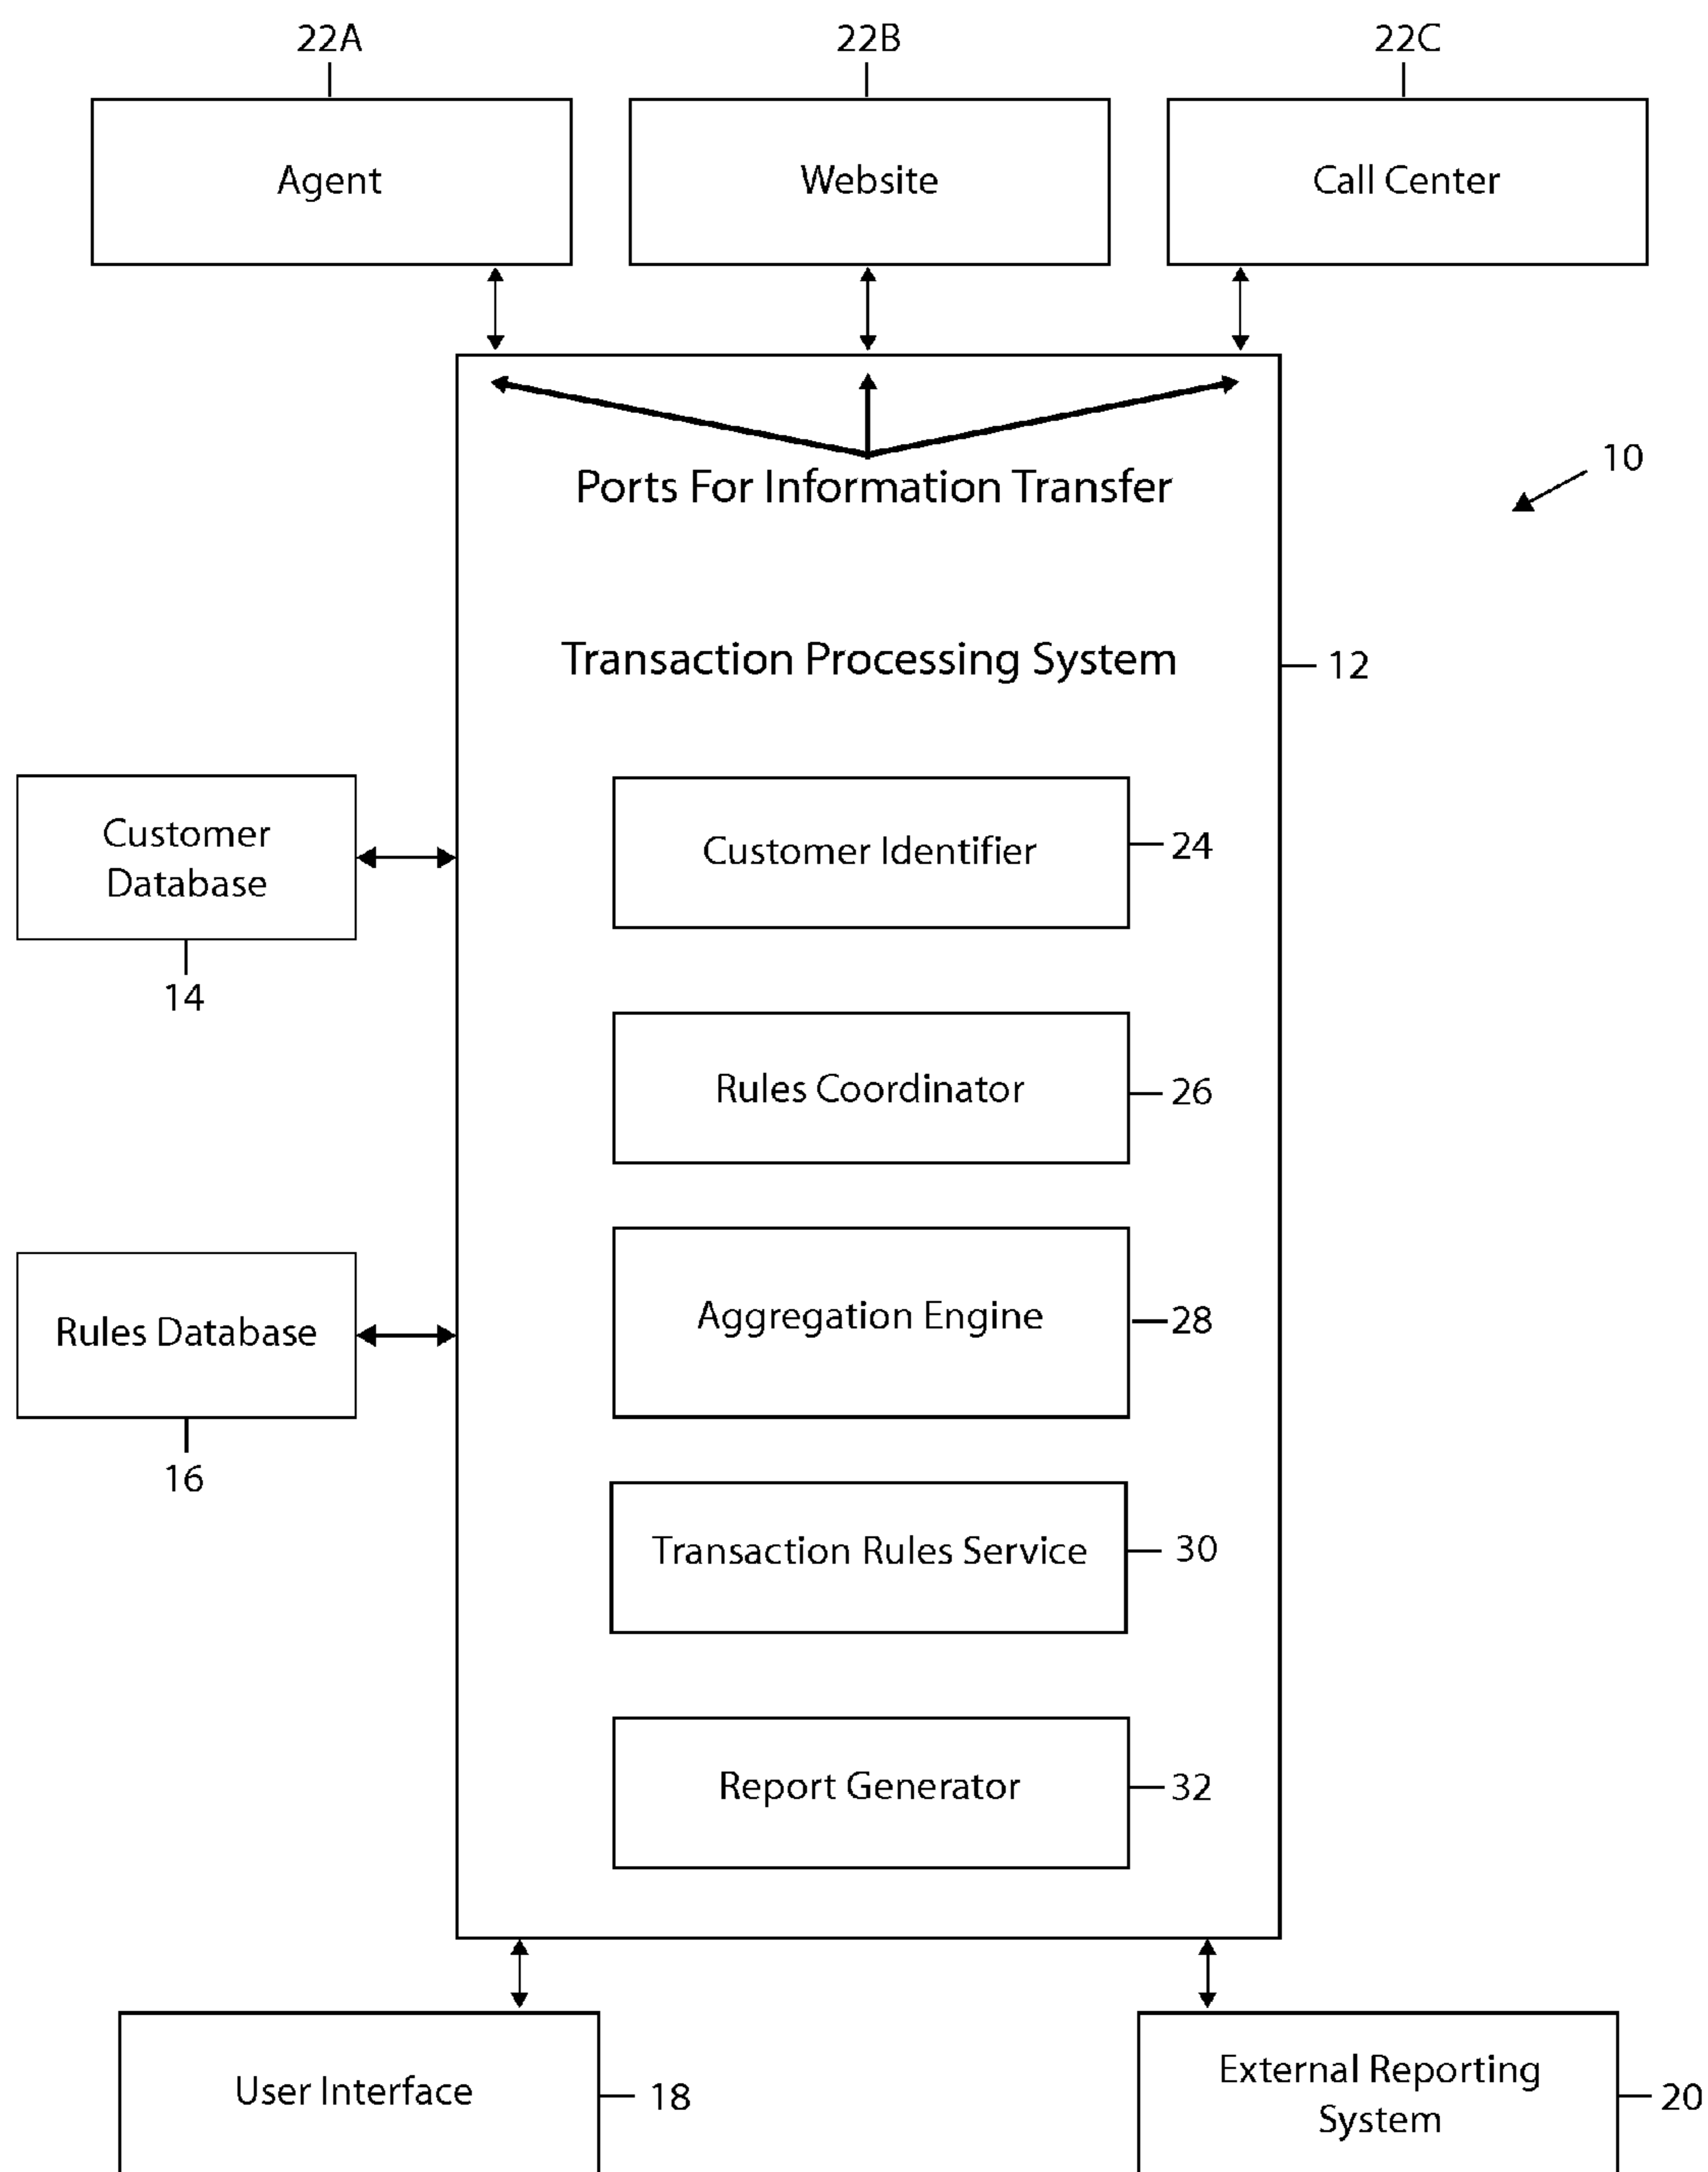 22A
22B
22C
Agent
Website
Call Center
10
Ports For Information Transfer
Transaction Processing System
12
Customer
Database
14
Customer Identifier
24
Rules Coordinator
26
Rules Database
16
Aggregation Engine
28
Transaction Rules Service
30
Report Generator
32
User Interface
18
External Reporting
System
20